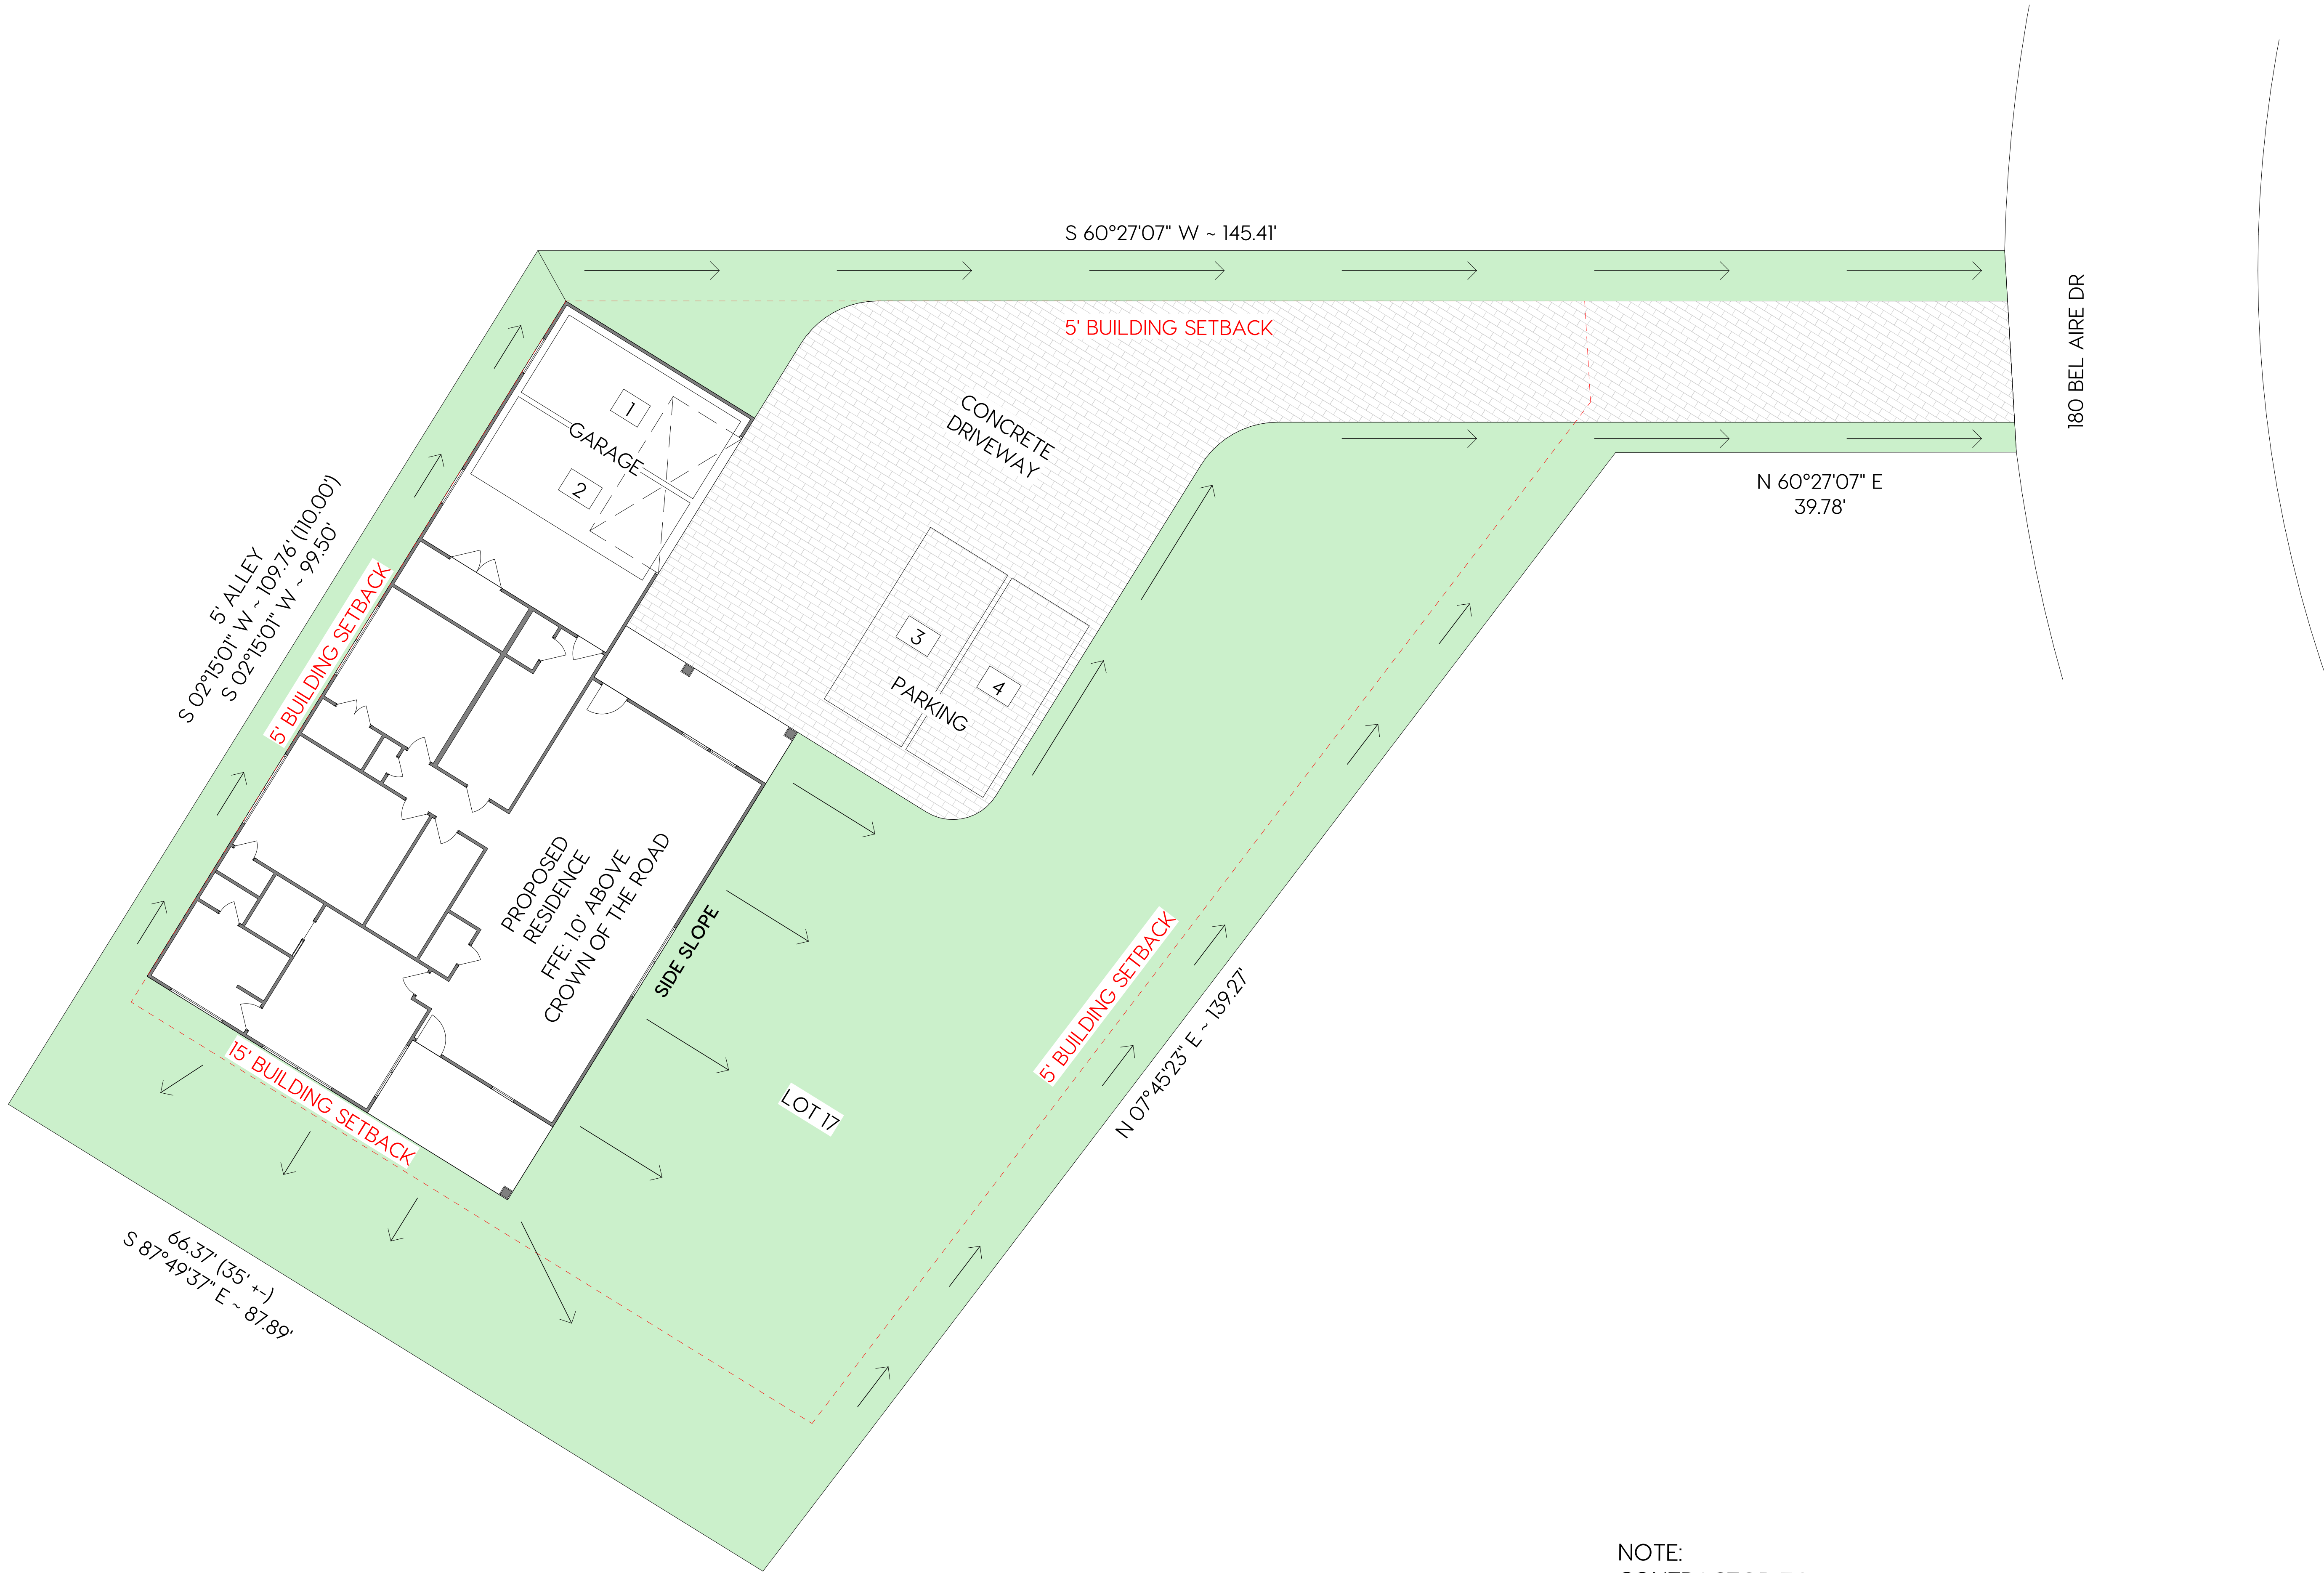 S 60°27'07" W ~ 145.41'
5' BUILDING SETBACK
180 BEL AIRE DR
CONCRETE
DRIVEWAY
1
GARAGE
2
N 60°27'07" E
39.78'
5' ALLEY
S 02°15'01" W ~ 109.76' (110.00')
S 02°15'01" W ~ 99.50'
5' BUILDING SETBACK
3
4
PARKING
PROPOSED
RESIDENCE
FFE: 1.0' ABOVE
CROWN OF THE ROAD
SIDE SLOPE
5' BUILDING SETBACK
N 07°45'23" E ~ 139.27'
15' BUILDING SETBACK
LOT 17
66.37' (35' +-)
S 87°49'37" E ~ 87.89'
NOTE: